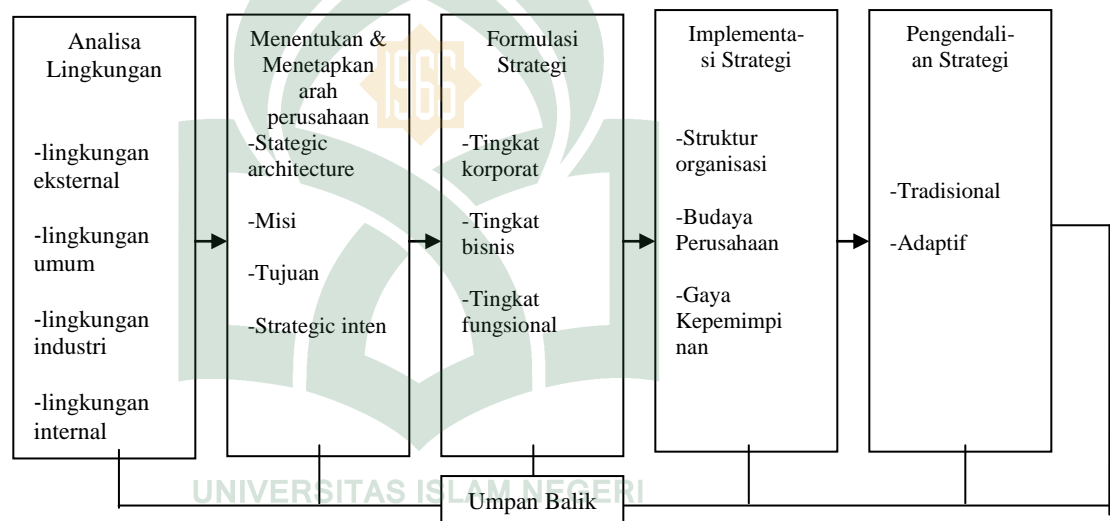 Analisa
Lingkungan
-lingkungan
eksternal
-lingkungan
umum
-lingkungan
industri
-lingkungan
internal
Menentukan &
Menetapkan
arah
perusahaan
-Stategic
architecture
-Misi
-Tujuan
-Strategic inten
Formulasi
Strategi
-Tingkat
korporat
-Tingkat
bisnis
-Tingkat
fungsional
Implementa-
si Strategi
-Struktur
organisasi
-Budaya
Perusahaan
-Gaya
Kepemimpi
nan
Pengendali-
an Strategi
-Tradisional
-Adaptif
Umpan Balik
UNIVERSITAS ISLAM NEGERI